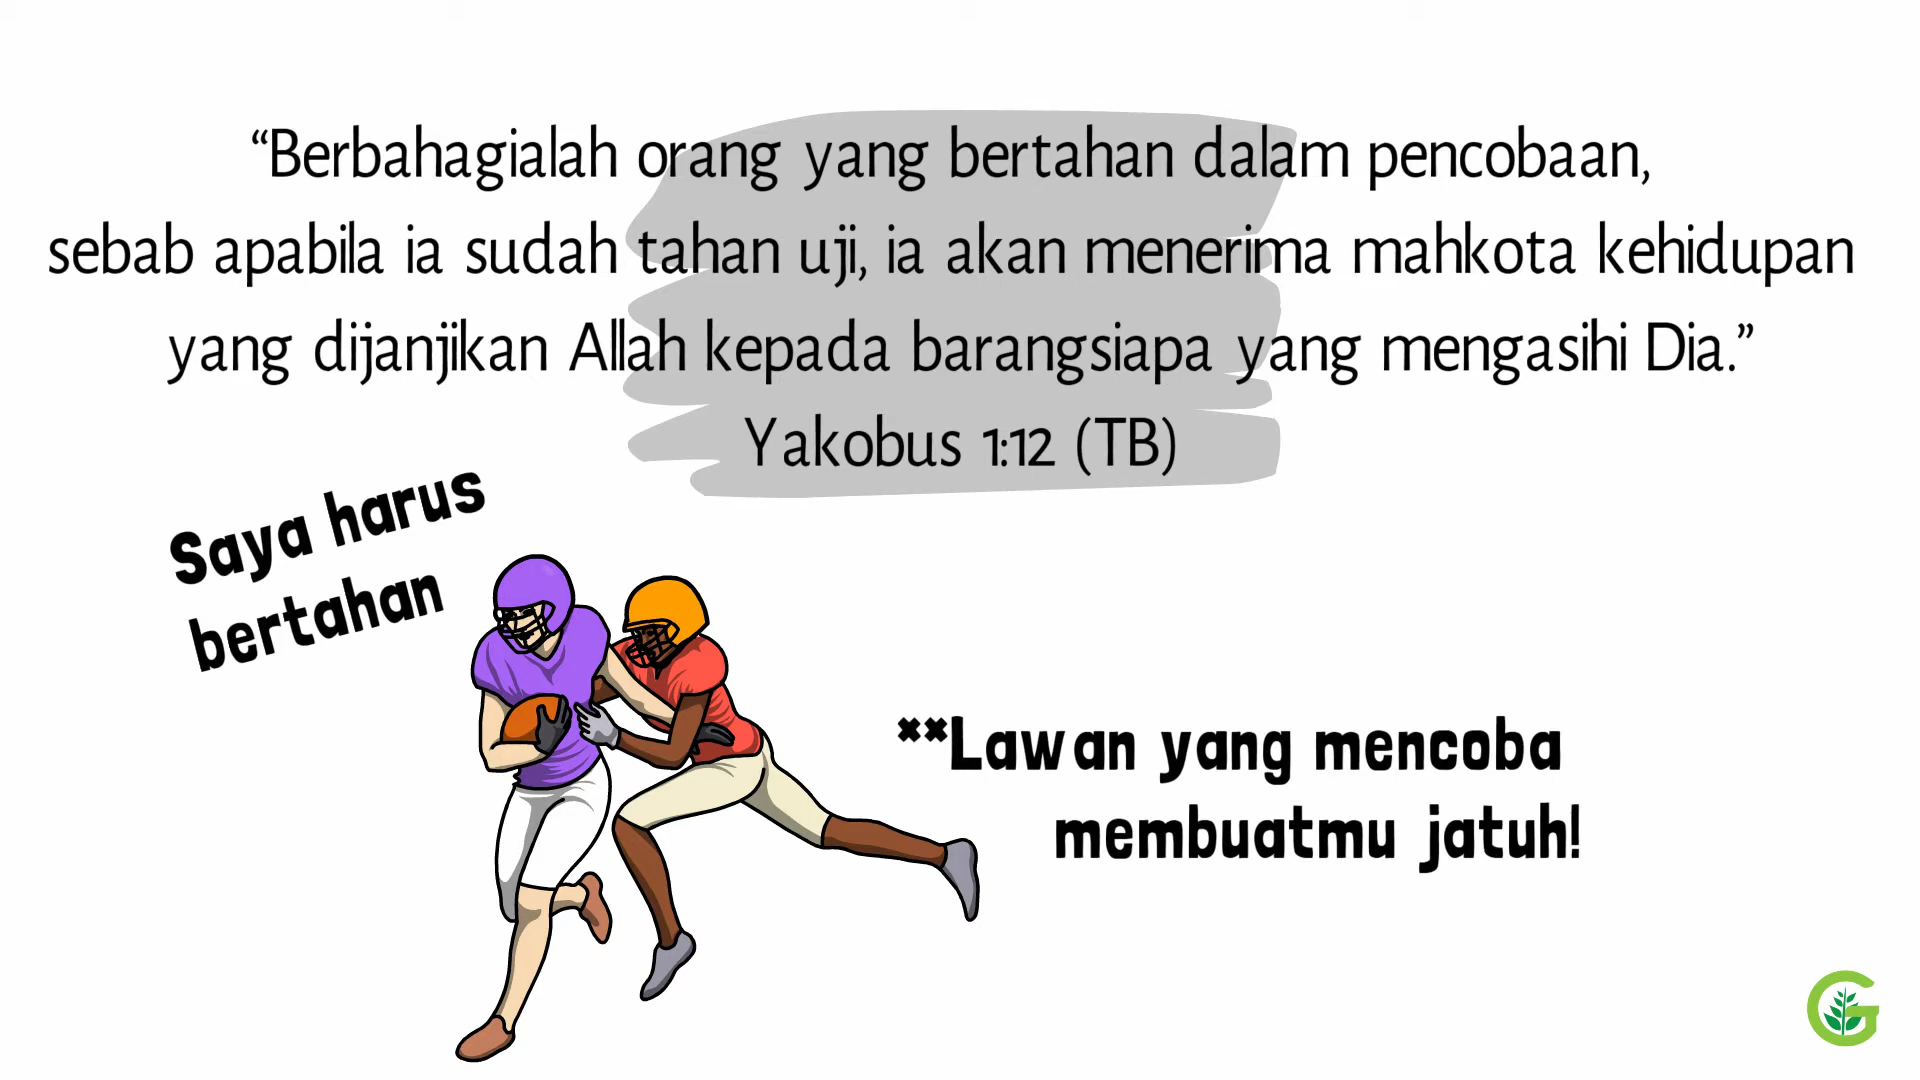 “Berbahagialah orang yang bertahan dalam pencobaan,
sebab apabila ia sudah tahan uji, ia akan menerima mahkota kehidupan
yang dijanjikan Allah kepada barangsiapa yang mengasihi Dia.”
Yakobus 1:12 (TB)
Saya harus
bertahan
**Lawan yang mencoba
membuatmu jatuh!